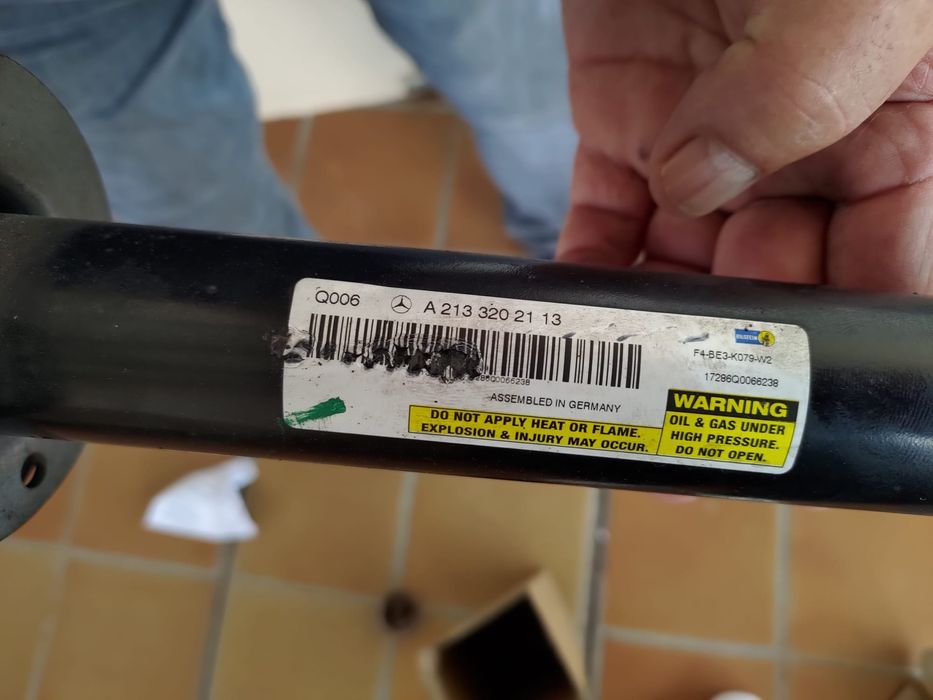 Q006 A 213 320 21 13
BILSTEIN
F4-BE3-K079-W2
17286Q0066238
286Q0066238
ASSEMBLED IN GERMANY
DO NOT APPLY HEAT OR FLAME.
EXPLOSION & INJURY MAY OCCUR.
WARNING
OIL & GAS UNDER
HIGH PRESSURE.
DO NOT OPEN.